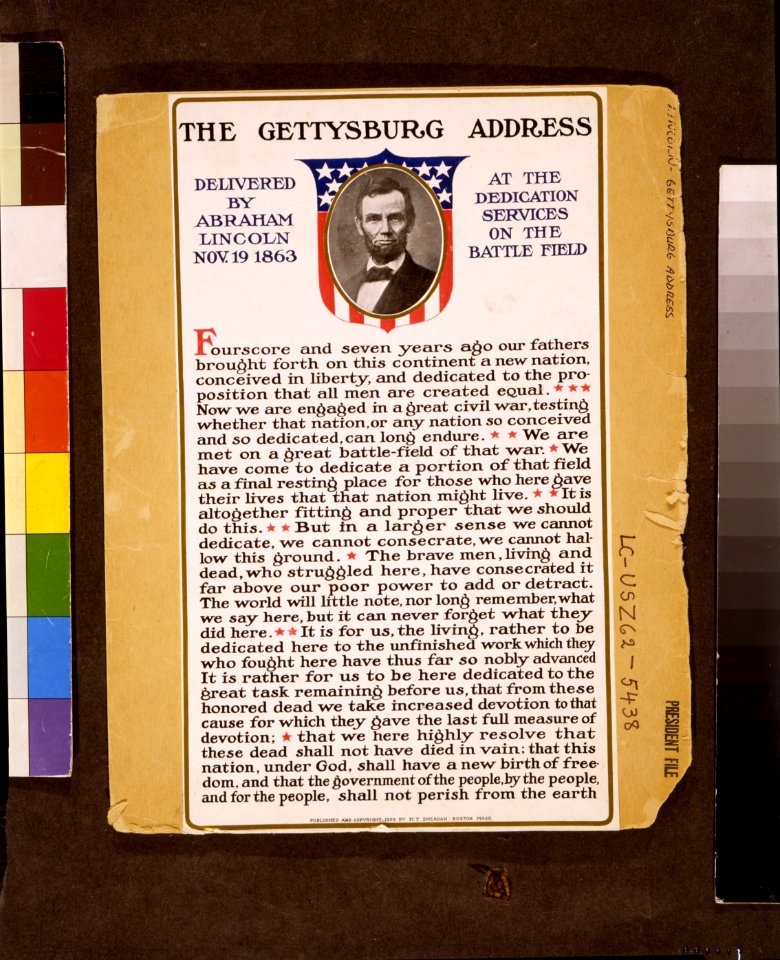 THE GETTYSBURG ADDRESS
DELIVERED
BY
ABRAHAM
LINCOLN
NOV. 19 1863
AT THE
DEDICATION
SERVICES
ON THE
BATTLE FIELD
Fourscore and seven years ago our fathers
brought forth on this continent a new nation,
conceived in liberty, and dedicated to the pro-
position that all men are created equal. ★★★
Now we are engaged in a great civil war, testing
whether that nation, or any nation so conceived
and so dedicated, can long endure. ★ ★ We are
met on a great battle-field of that war. ★ We
have come to dedicate a portion of that field
as a final resting place for those who here gave
their lives that that nation might live. ★ ★ It is
altogether fitting and proper that we should
do this. ★★ But in a larger sense we cannot
dedicate, we cannot consecrate, we cannot hal-
low this ground. ★ The brave men, living and
dead, who struggled here, have consecrated it
far above our poor power to add or detract.
The world will little note, nor long remember, what
we say here, but it can never forget what they
did here. ★★ It is for us, the living, rather to be
dedicated here to the unfinished work which they
who fought here have thus far so nobly advanced
It is rather for us to be here dedicated to the
great task remaining before us, that from these
honored dead we take increased devotion to that
cause for which they gave the last full measure of
devotion; ★ that we here highly resolve that
these dead shall not have died in vain: that this
nation, under God, shall have a new birth of free-
dom, and that the government of the people, by the people,
and for the people, shall not perish from the earth
PUBLISHED AND COPYRIGHT, 1905 BY M. T. SHEAHAN - BOSTON MASS.
LINCOLN - GETTYSBURG ADDRESS
LC-USZ62-5438
PRESIDENT FILE